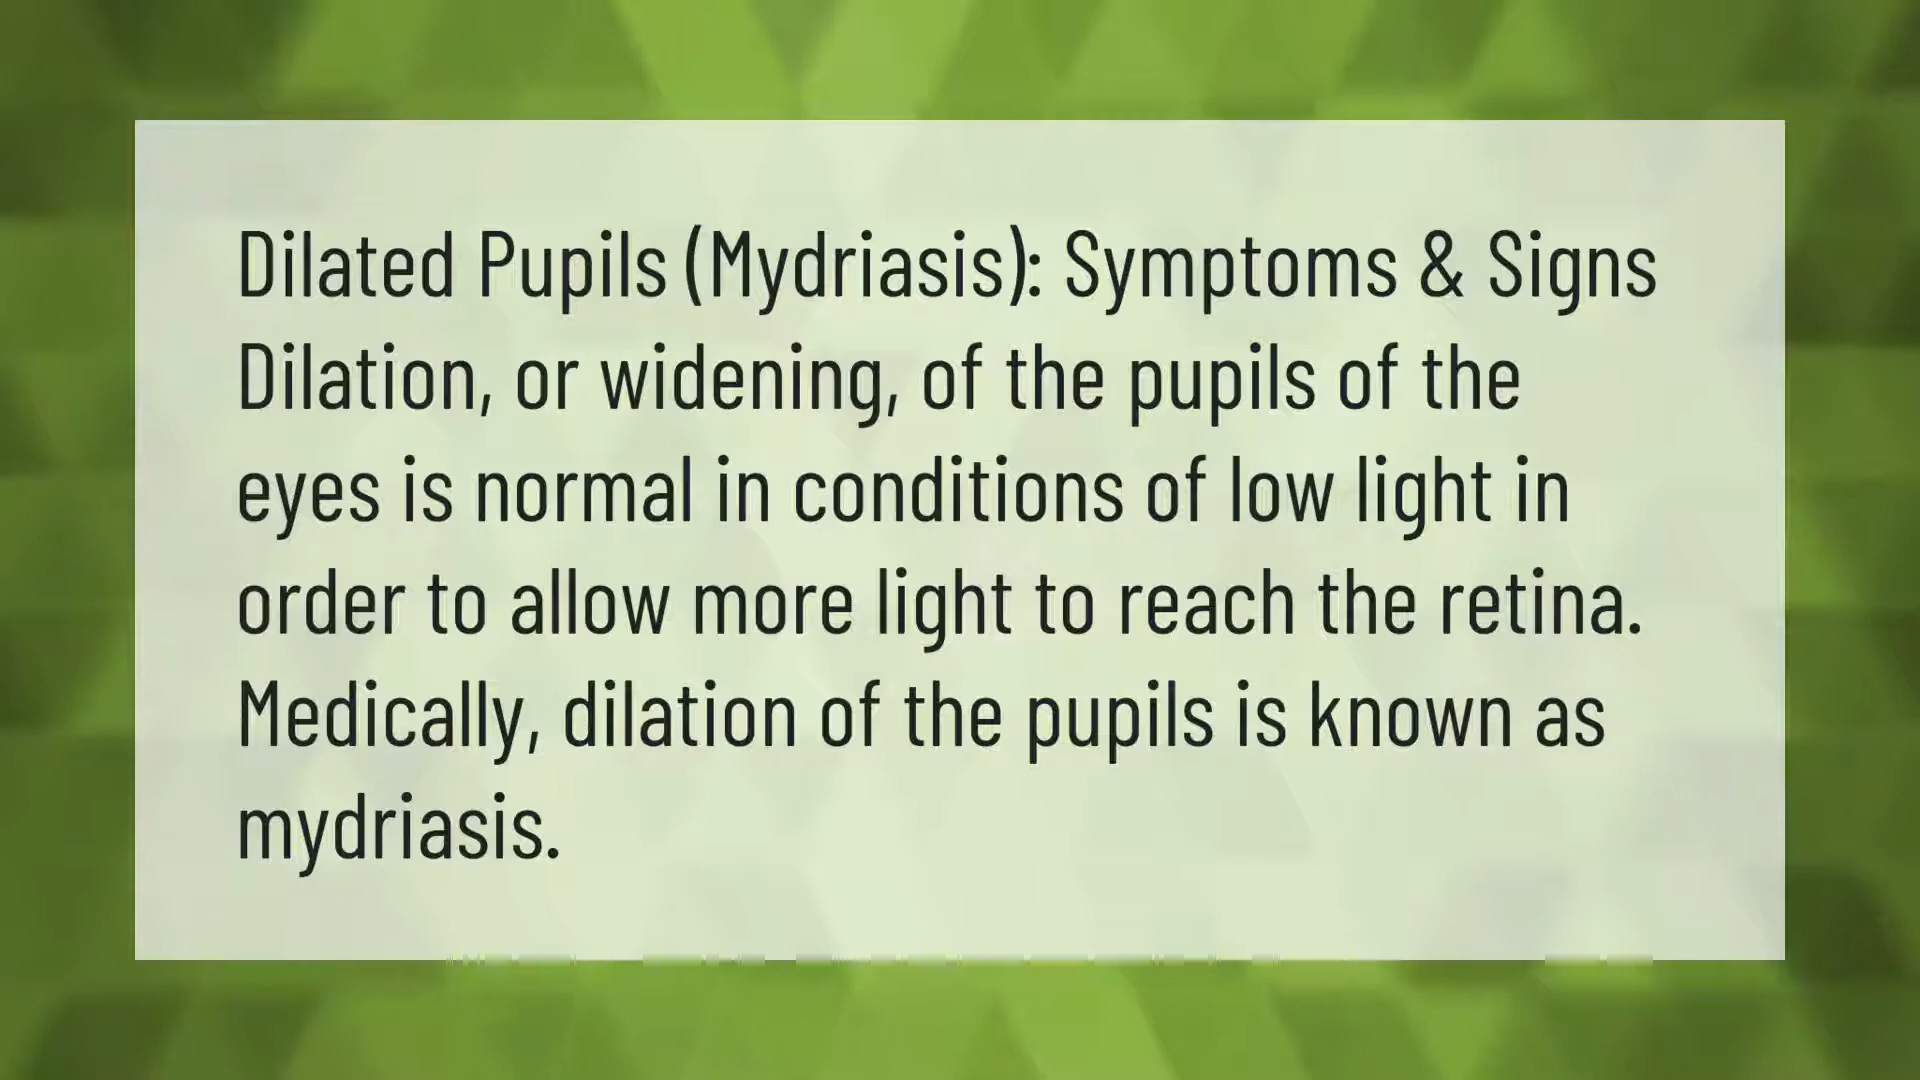 Dilated Pupils (Mydriasis): Symptoms & Signs
Dilation, or widening, of the pupils of the
eyes is normal in conditions of low light in
order to allow more light to reach the retina.
Medically, dilation of the pupils is known as
mydriasis.